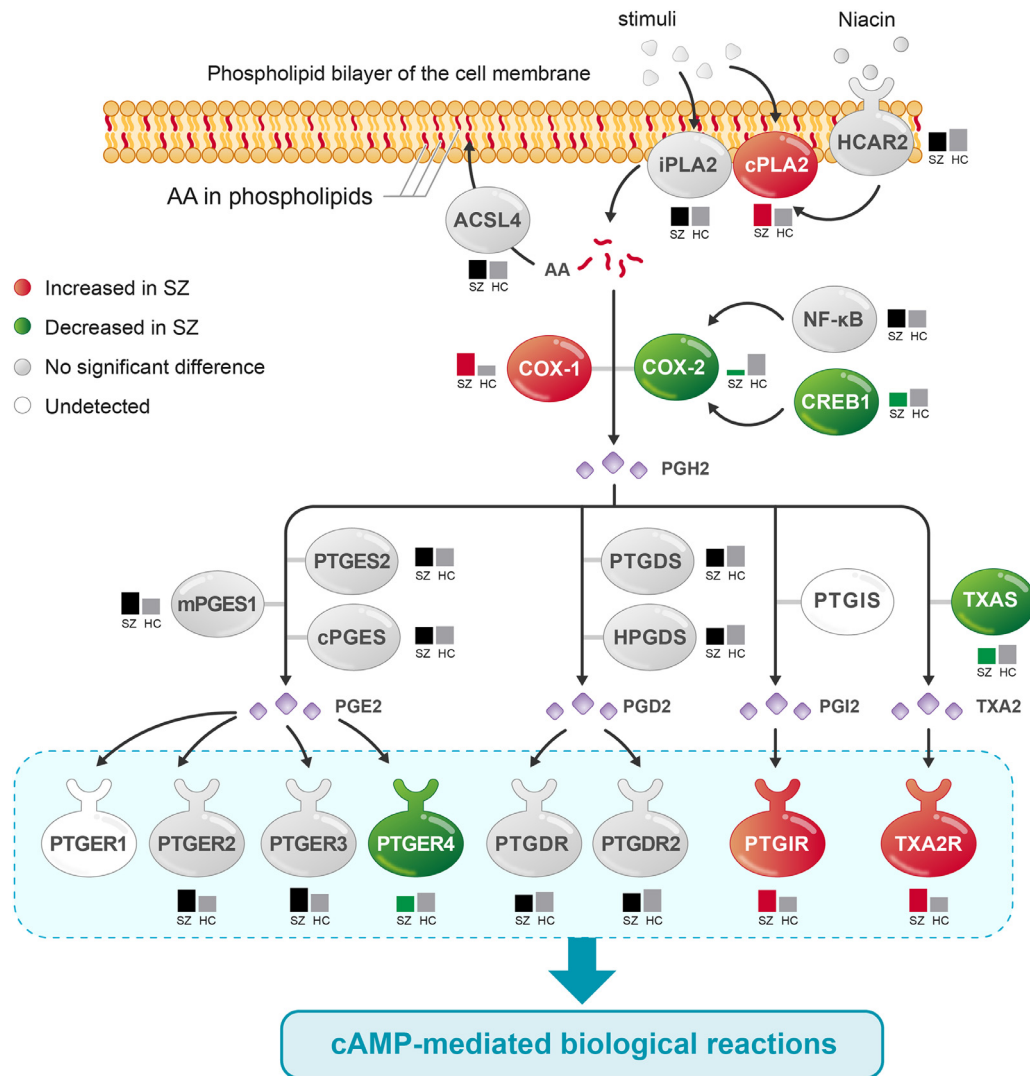 stimuli
Niacin
Phospholipid bilayer of the cell membrane
HCAR2
SZ HC
iPLA2
cPLA2
AA in phospholipids
ACSL4
SZ HC
SZ HC
AA
SZ HC
Increased in SZ
Decreased in SZ
No significant difference
Undetected
NF-κB
SZ HC
COX-1
SZ HC
COX-2
SZ HC
CREB1
SZ HC
PGH2
PTGES2
SZ HC
PTGDS
SZ HC
mPGES1
SZ HC
PTGIS
TXAS
cPGES
SZ HC
HPGDS
SZ HC
SZ HC
PGE2
PGD2
PGI2
TXA2
PTGER1
PTGER2
PTGER3
PTGER4
PTGDR
PTGDR2
PTGIR
TXA2R
SZ HC
SZ HC
SZ HC
SZ HC
SZ HC
SZ HC
SZ HC
cAMP-mediated biological reactions